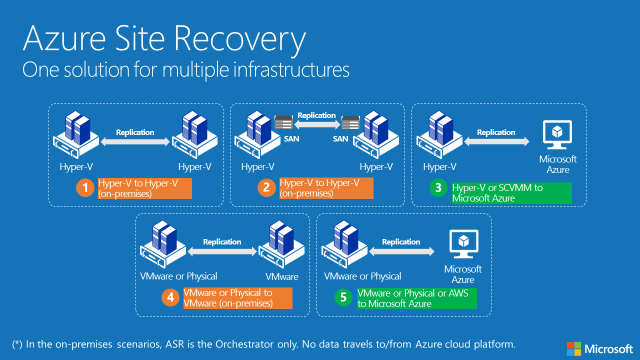 Azure Site Recovery
One solution for multiple infrastructures
Replication
Hyper-V
Hyper-V
1
Hyper-V to Hyper-V
(on-premises)
Replication
SAN
SAN
Hyper-V
Hyper-V
2
Hyper-V to Hyper-V
(on-premises)
Replication
Hyper-V
Microsoft
Azure
3
Hyper-V or SCVMM to
Microsoft Azure
Replication
VMware or Physical
VMware
4
VMware or Physical to
VMware (on-premises)
Replication
VMware or Physical
Microsoft
Azure
5
VMware or Physical or AWS
to Microsoft Azure
(*) In the on-premises scenarios, ASR is the Orchestrator only. No data travels to/from Azure cloud platform.
Microsoft